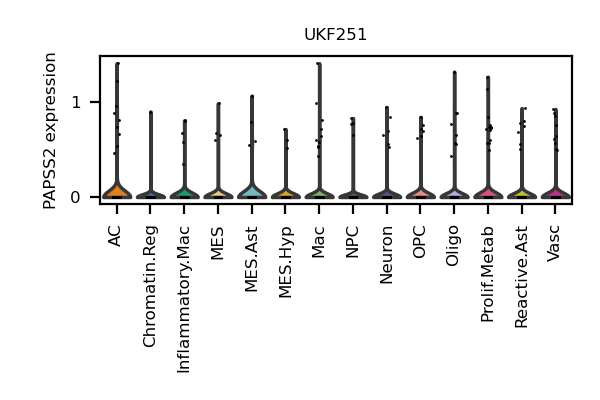 UKF251
PAPSS2 expression
1
0
AC
Chromatin.Reg
Inflammatory.Mac
MES
MES.Ast
MES.Hyp
Mac
NPC
Neuron
OPC
Oligo
Prolif.Metab
Reactive.Ast
Vasc